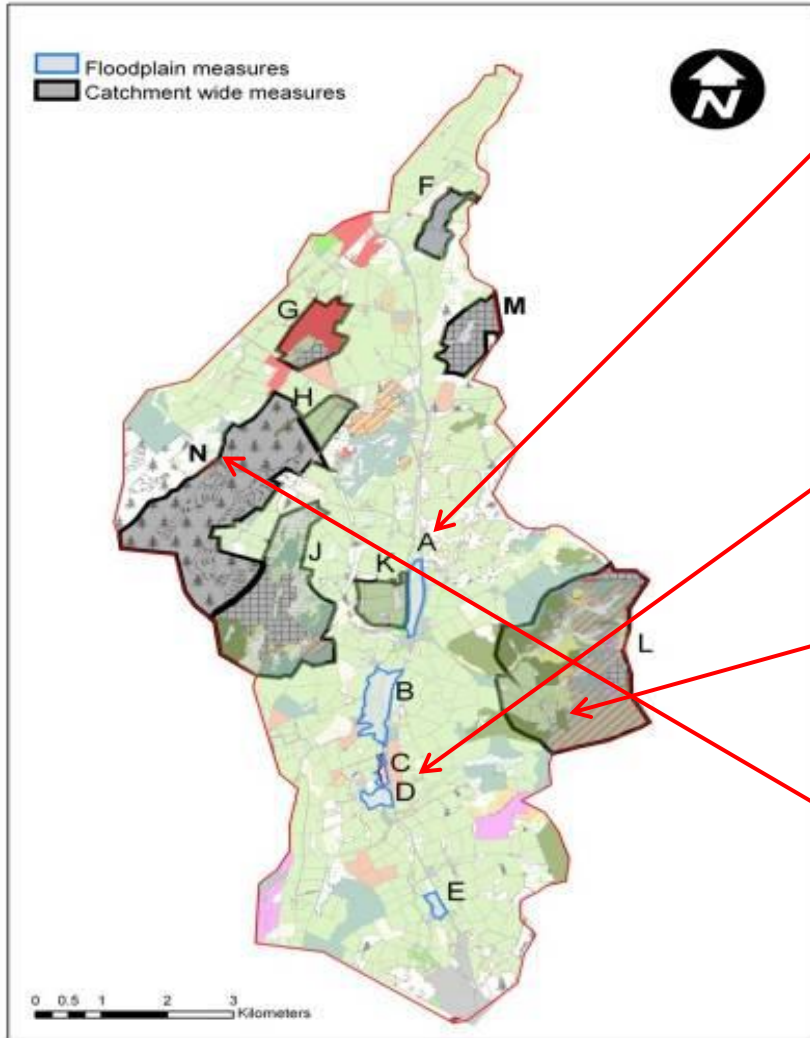 Floodplain measures
Catchment wide measures
N
F
M
G
H
N
A
J
K
L
B
C
D
E
0 0.5 1 2 3
Kilometers